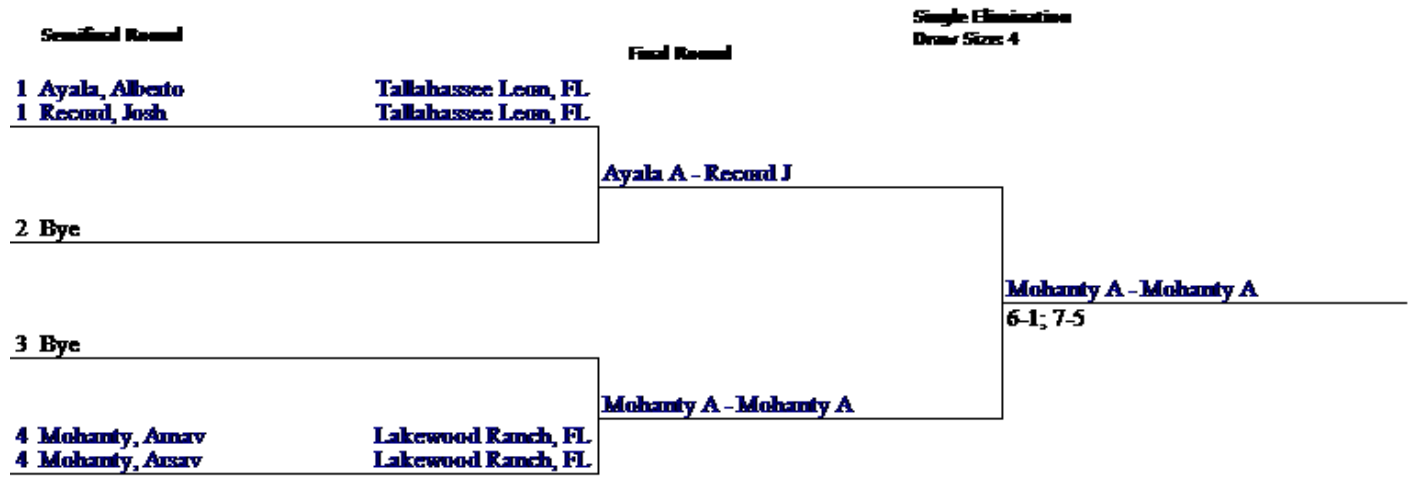 Semifinal Round
Final Round
Single Elimination
Draw Size: 4
1 Ayala, Alberto Tallahassee Leon, FL
1 Record, Josh Tallahassee Leon, FL
Ayala A - Record J
2 Bye
Mohanty A - Mohanty A
6-1; 7-5
3 Bye
Mohanty A - Mohanty A
4 Mohanty, Arnav Lakewood Ranch, FL
4 Mohanty, Arsav Lakewood Ranch, FL